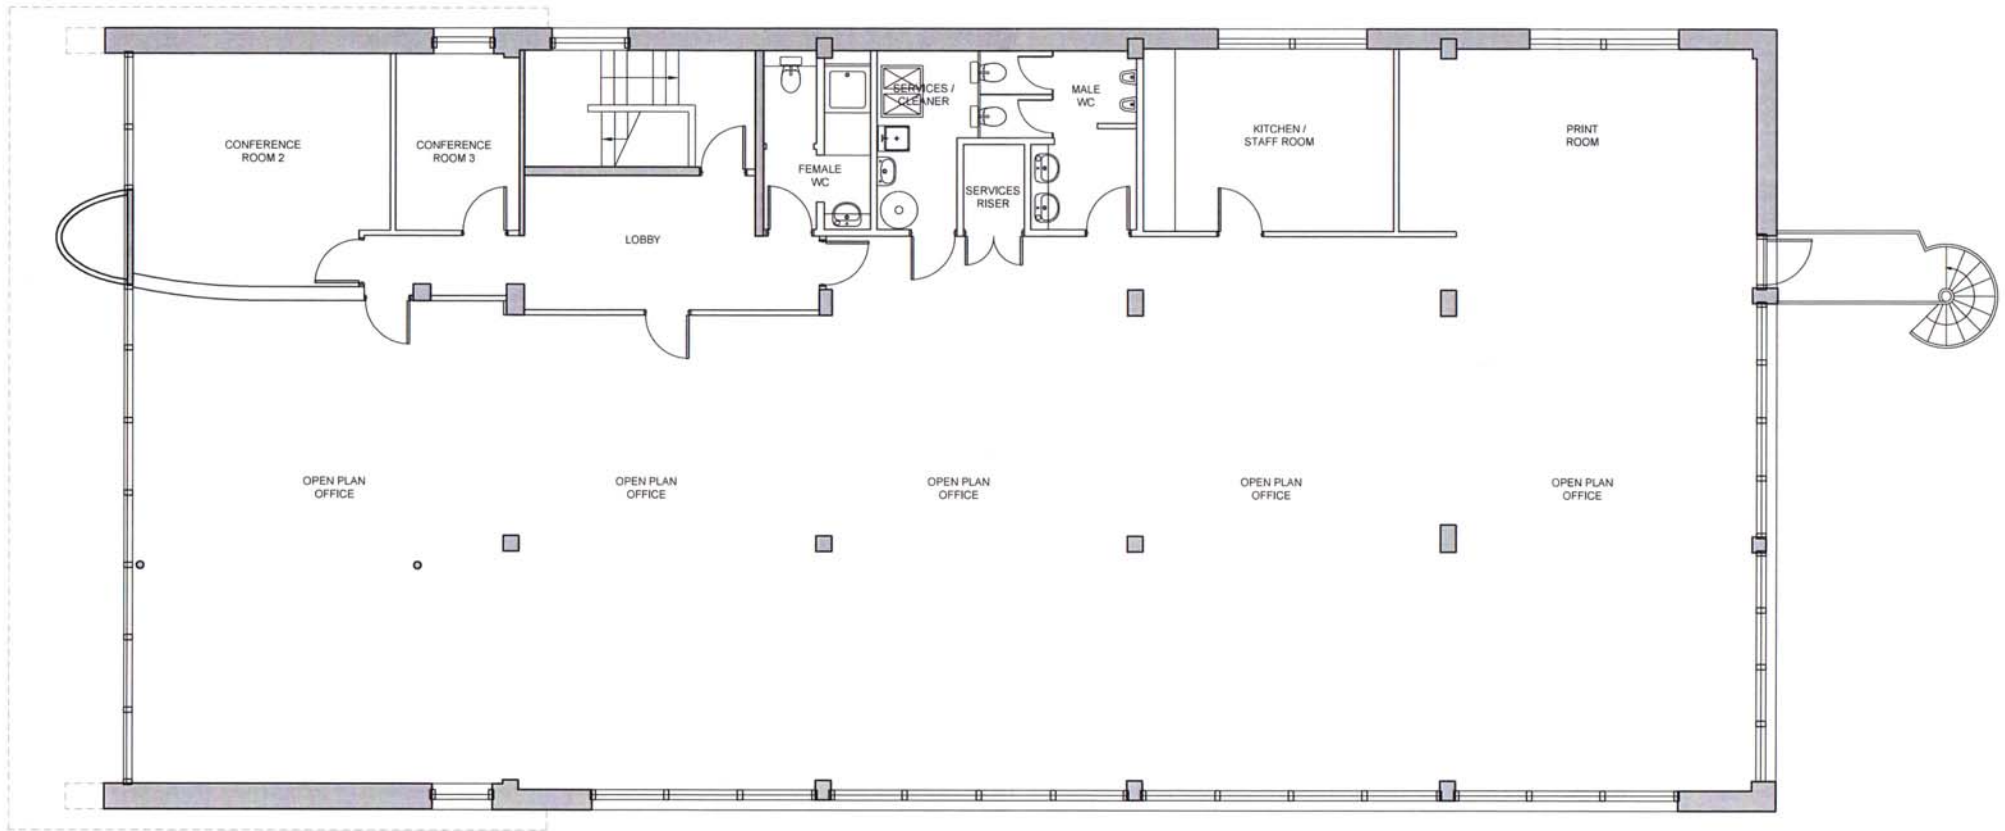 CONFERENCE
ROOM 2
CONFERENCE
ROOM 3
LOBBY
FEMALE
WC
SERVICES /
CLEANER
SERVICES
RISER
MALE
WC
KITCHEN /
STAFF ROOM
PRINT
ROOM
OPEN PLAN
OFFICE
OPEN PLAN
OFFICE
OPEN PLAN
OFFICE
OPEN PLAN
OFFICE
OPEN PLAN
OFFICE